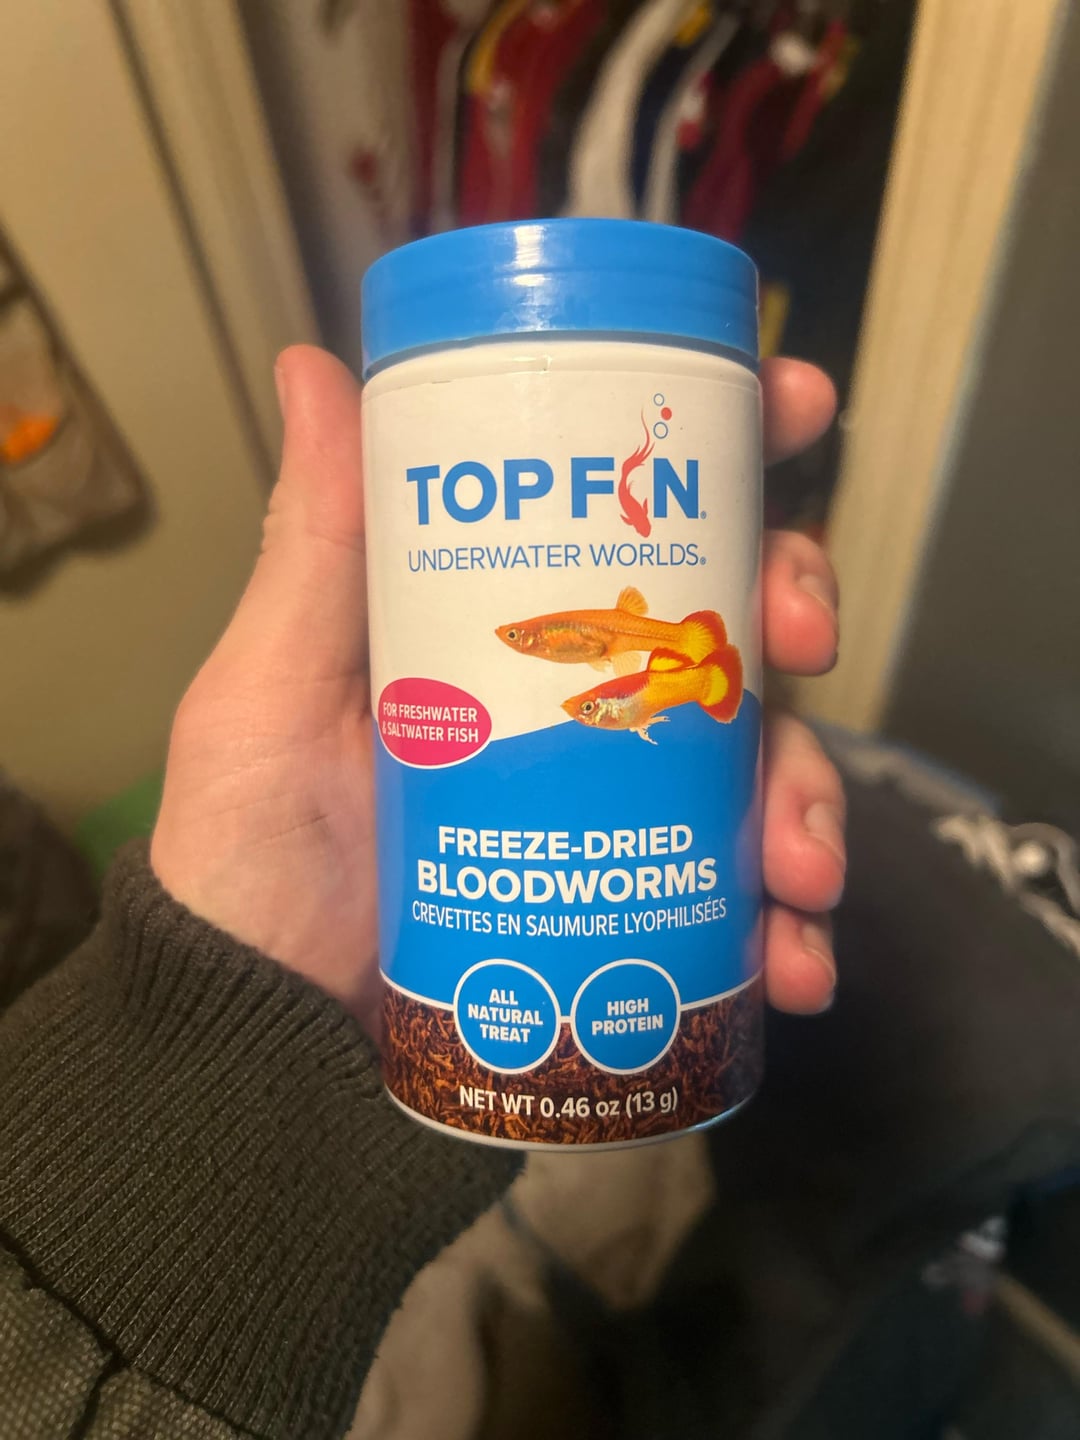 TOP FIN®
UNDERWATER WORLDS®
FOR FRESHWATER
& SALTWATER FISH
FREEZE-DRIED
BLOODWORMS
CREVETTES EN SAUMURE LYOPHILISÉES
ALL
NATURAL
TREAT
HIGH
PROTEIN
NET WT 0.46 oz (13 g)